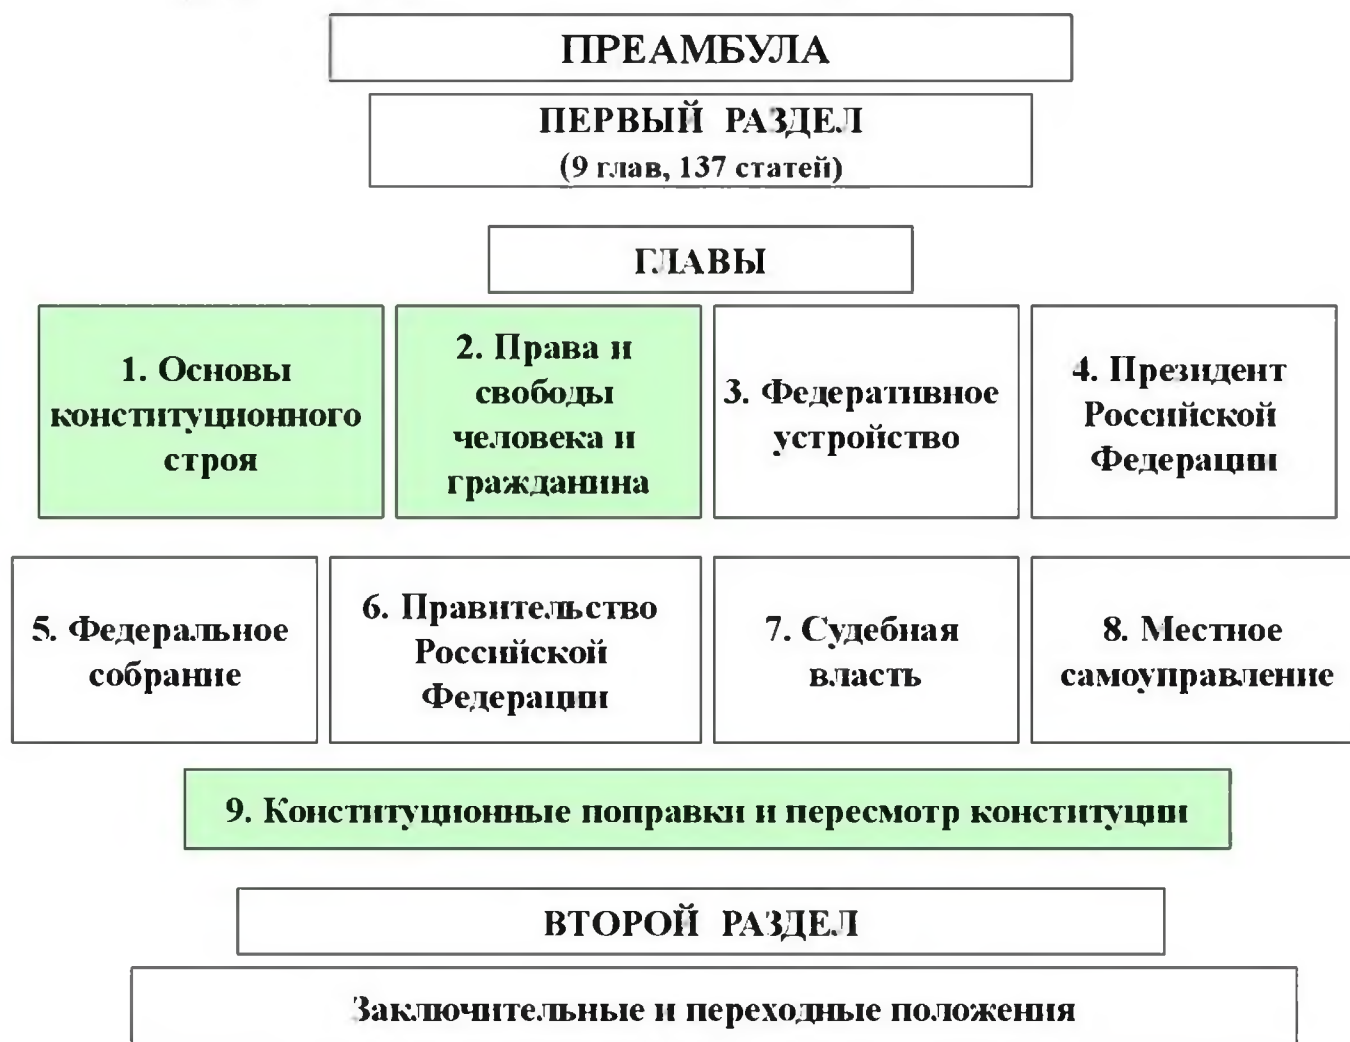 ПРЕАМБУЛА
ПЕРВЫЙ РАЗДЕЛ
(9 глав, 137 статей)
ГЛАВЫ
1. Основы
конституционного
строя
2. Права и
свободы
человека и
гражданина
3. Федеративное
устройство
4. Президент
Российской
Федерации
5. Федеральное
собрание
6. Правительство
Российской
Федерации
7. Судебная
власть
8. Местное
самоуправление
9. Конституционные поправки и пересмотр конституции
ВТОРОЙ РАЗДЕЛ
Заключительные и переходные положения